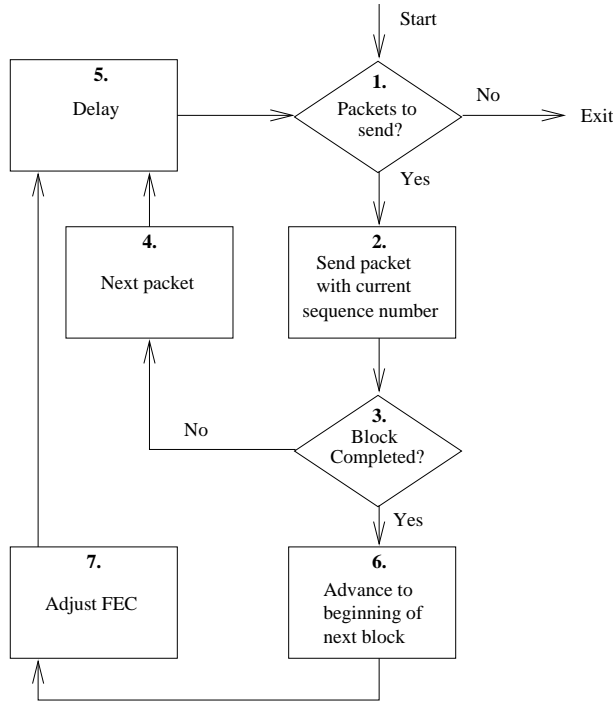 Start
5.
Delay
1.
Packets to
send?
No
Exit
Yes
4.
Next packet
2.
Send packet
with current
sequence number
No
3.
Block
Completed?
Yes
7.
Adjust FEC
6.
Advance to
beginning of
next block